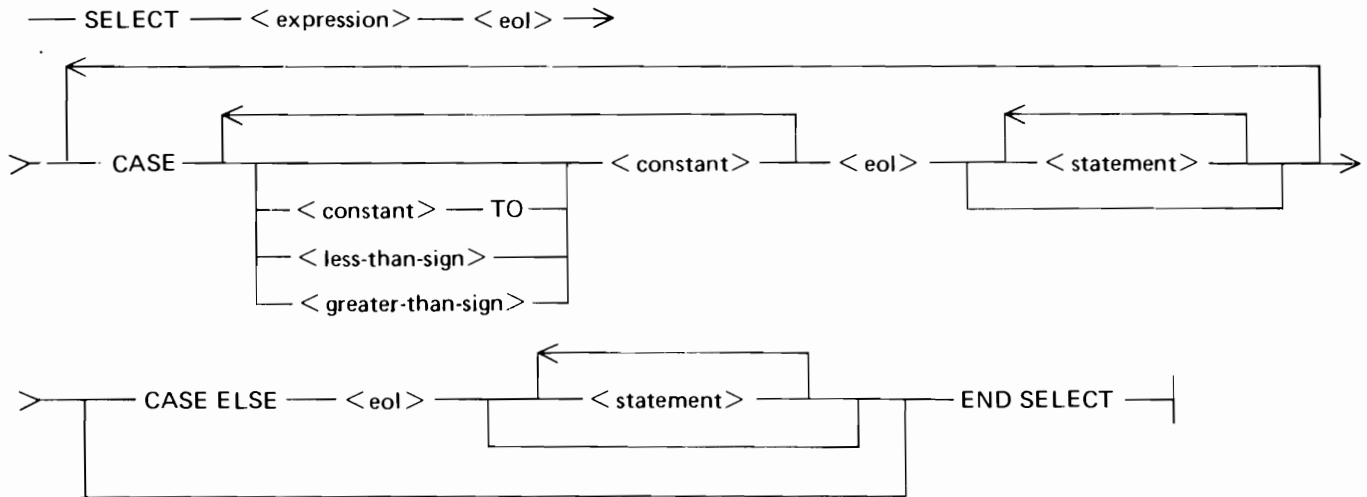 SELECT <expression> <eol>
CASE <constant> <eol> <statement>
<constant> TO
<less-than-sign>
<greater-than-sign>
CASE ELSE <eol> <statement> END SELECT